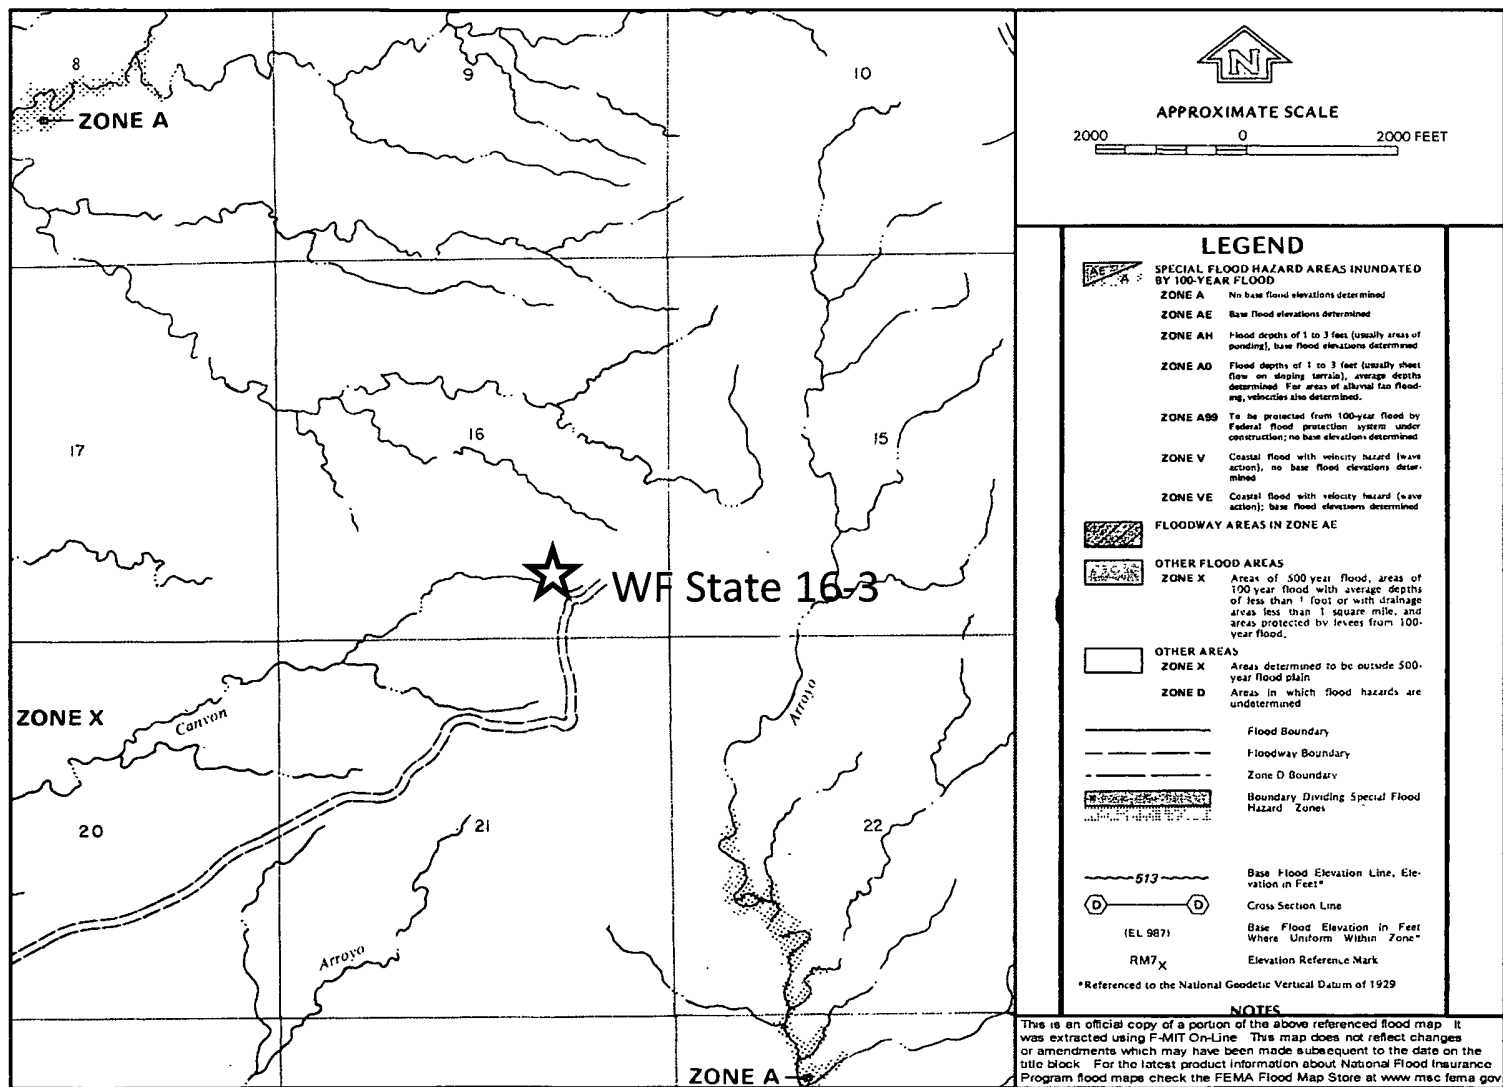 8
9
10
ZONE A
17
16
15
WF State 16-3
ZONE X
Canyon
Arroyo
20
21
22
Arroyo
ZONE A
N
APPROXIMATE SCALE
2000 0 2000 FEET
LEGEND
AE
A
SPECIAL FLOOD HAZARD AREAS INUNDATED
BY 100-YEAR FLOOD
ZONE A No base flood elevations determined
ZONE AE Base flood elevations determined
ZONE AH Flood depths of 1 to 3 feet (usually areas of
ponding), base flood elevations determined
ZONE AO Flood depths of 1 to 3 feet (usually sheet
flow on sloping terrain), average depths
determined For areas of alluvial fan flood-
ing, velocities also determined.
ZONE A99 To be protected from 100-year flood by
Federal flood protection system under
construction; no base elevations determined
ZONE V Coastal flood with velocity hazard (wave
action), no base flood elevations deter-
mined
ZONE VE Coastal flood with velocity hazard (wave
action); base flood elevations determined
FLOODWAY AREAS IN ZONE AE
OTHER FLOOD AREAS
ZONE X Areas of 500 year flood, areas of
100 year flood with average depths
of less than 1 foot or with drainage
areas less than 1 square mile, and
areas protected by levees from 100-
year flood.
OTHER AREAS
ZONE X Areas determined to be outside 500-
year flood plain
ZONE D Areas in which flood hazards are
undetermined
Flood Boundary
Floodway Boundary
Zone D Boundary
Boundary Dividing Special Flood
Hazard Zones
513 Base Flood Elevation Line, Ele-
vation in Feet*
D D Cross Section Line
(EL 987) Base Flood Elevation in Feet
Where Uniform Within Zone*
RM7X Elevation Reference Mark
*Referenced to the National Geodetic Vertical Datum of 1929
NOTES
This is an official copy of a portion of the above referenced flood map It
was extracted using F-MIT On-Line This map does not reflect changes
or amendments which may have been made subsequent to the date on the
title block For the latest product information about National Flood Insurance
Program flood maps check the FEMA Flood Map Store at www msc fema gov